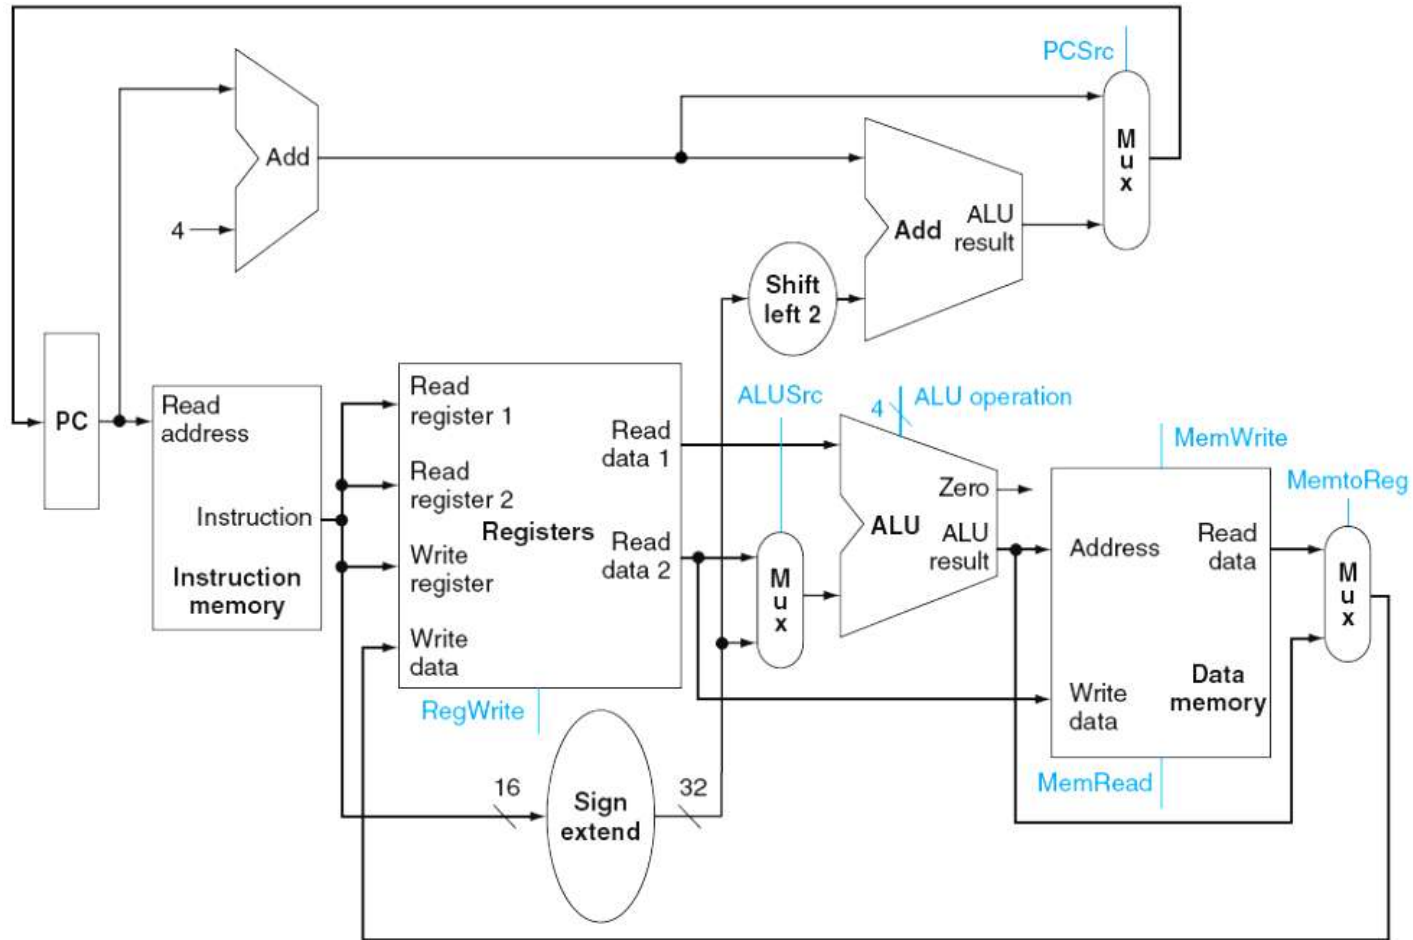 PCSrc
Add
4
M
u
x
Add
ALU
result
Shift
left 2
PC
Read
address
Instruction
Instruction
memory
Read
register 1
Read
register 2
Registers
Write
register
Write
data
Read
data 1
Read
data 2
RegWrite
ALUSrc
M
u
x
4
ALU operation
Zero
ALU
ALU
result
MemWrite
Address
Read
data
Write
data
Data
memory
MemRead
MemtoReg
M
u
x
16
Sign
extend
32